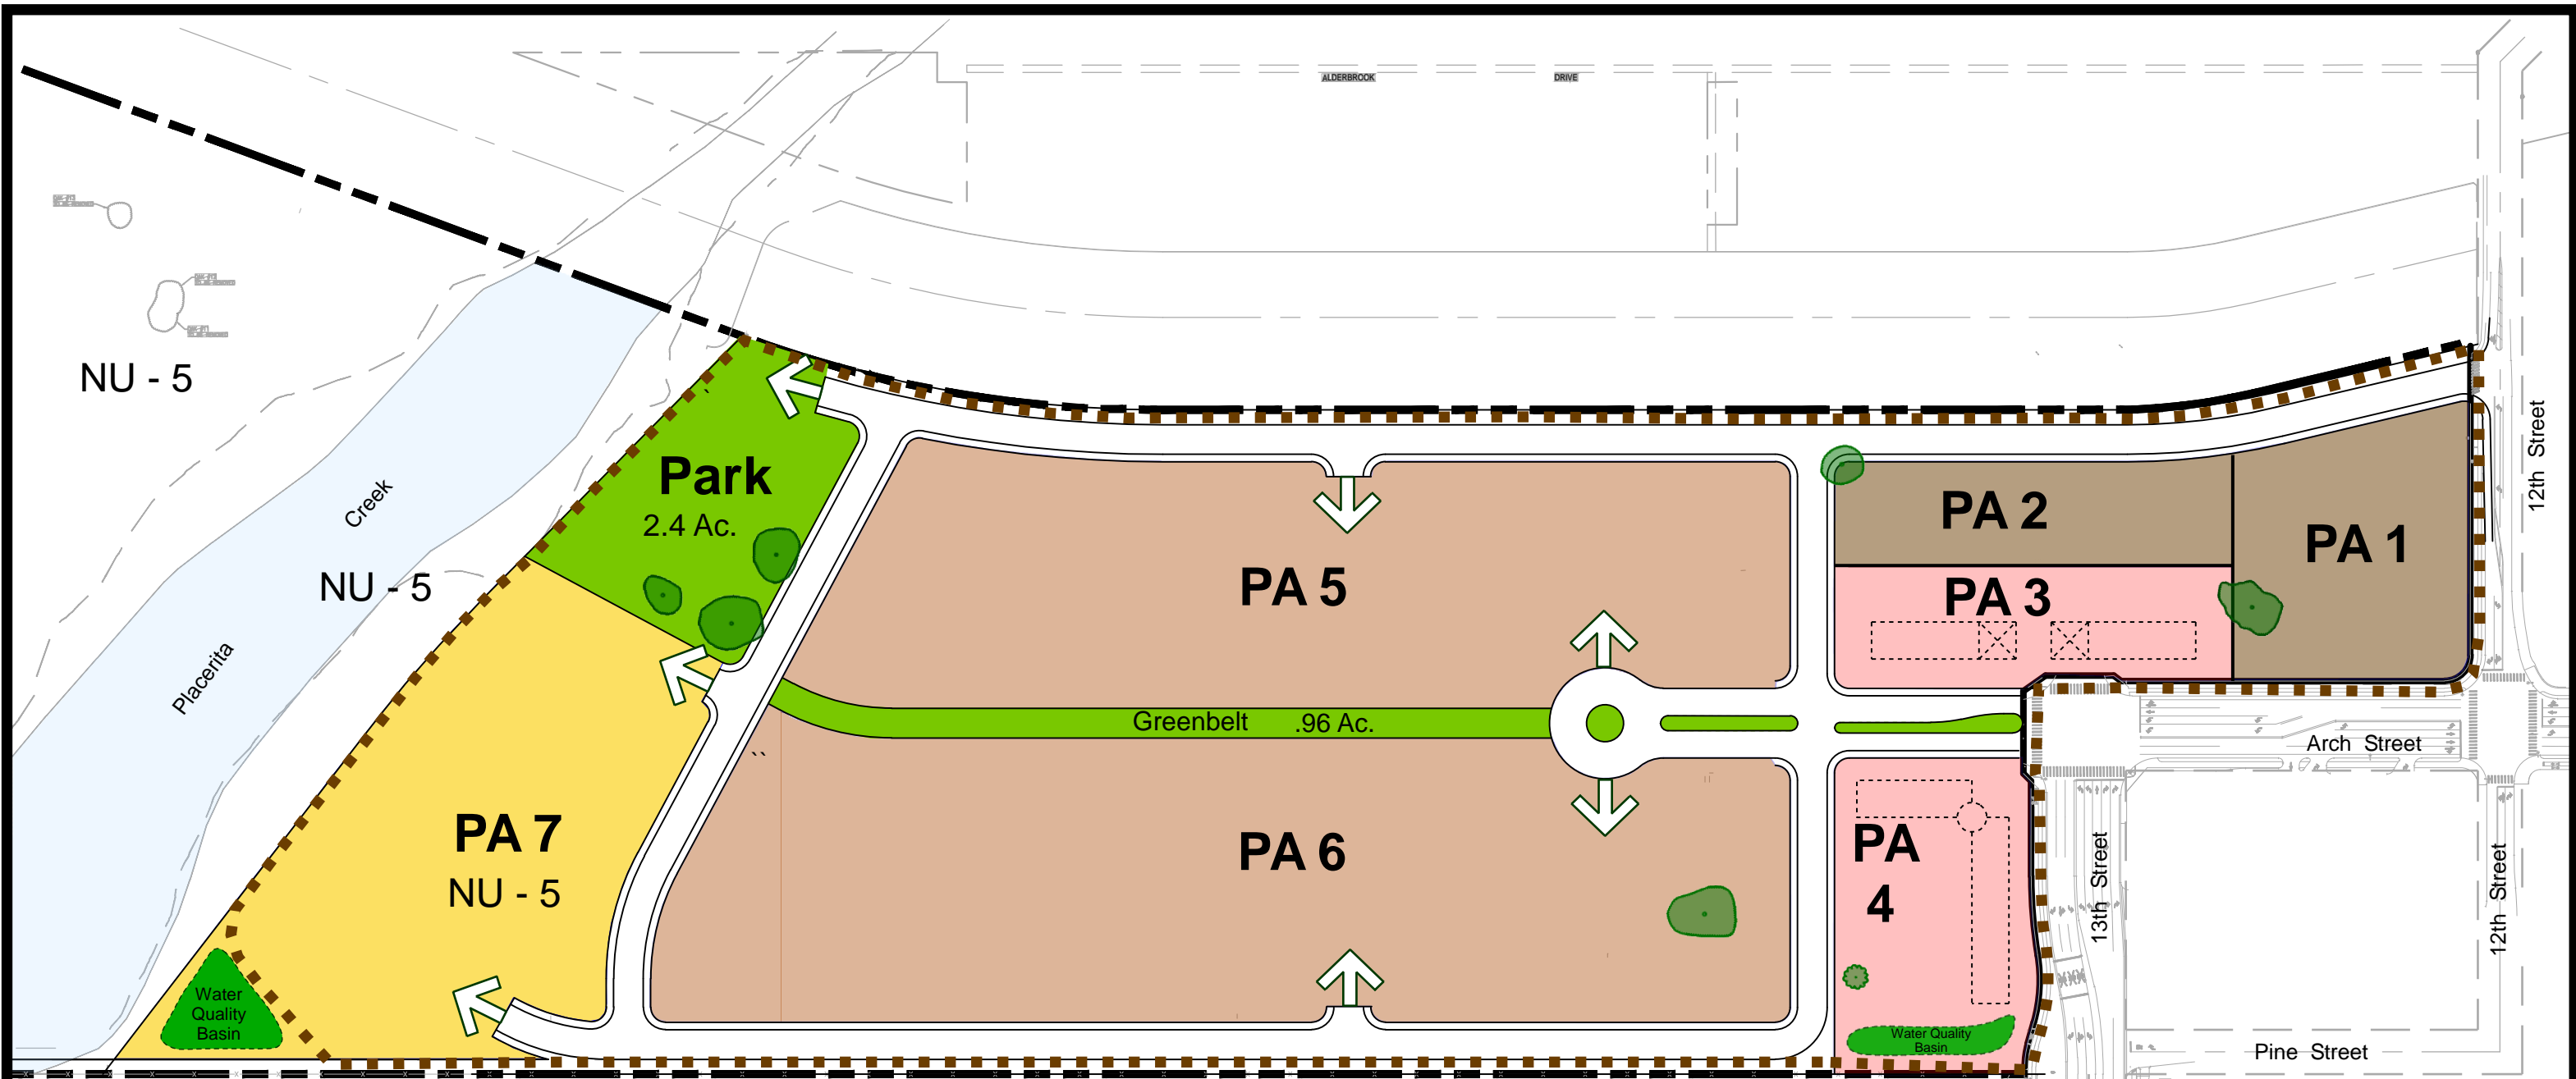 ALDERBROOK DRIVE
NU - 5
Creek
Placerita
NU - 5
Park
2.4 Ac.
PA 5
PA 2
PA 1
PA 3
12th Street
Greenbelt .96 Ac.
Arch Street
PA 7
NU - 5
PA 6
PA
4
13th Street
12th Street
Water
Quality
Basin
Water Quality
Basin
Pine Street